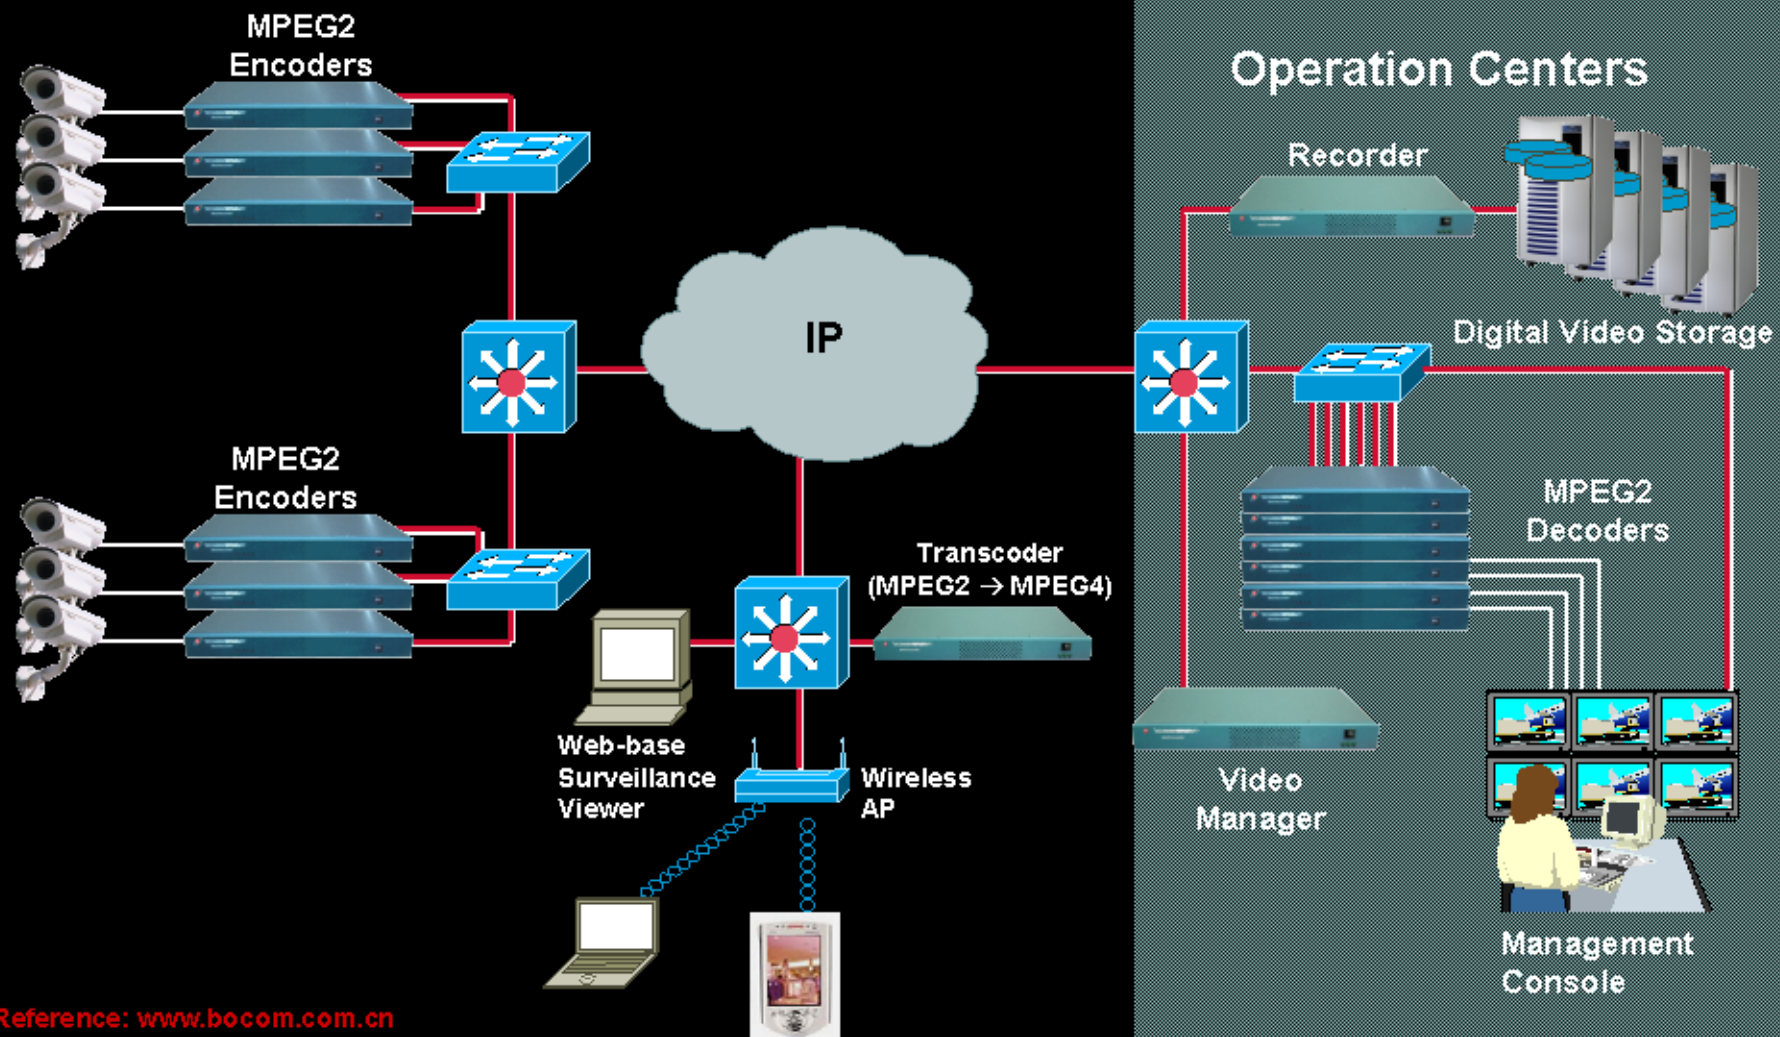 MPEG2
Encoders
Operation Centers
Recorder
IP
Digital Video Storage
MPEG2
Encoders
MPEG2
Decoders
Transcoder
(MPEG2 → MPEG4)
Web-base
Surveillance
Viewer
Wireless
AP
Video
Manager
Management
Console
Reference: www.bocom.com.cn